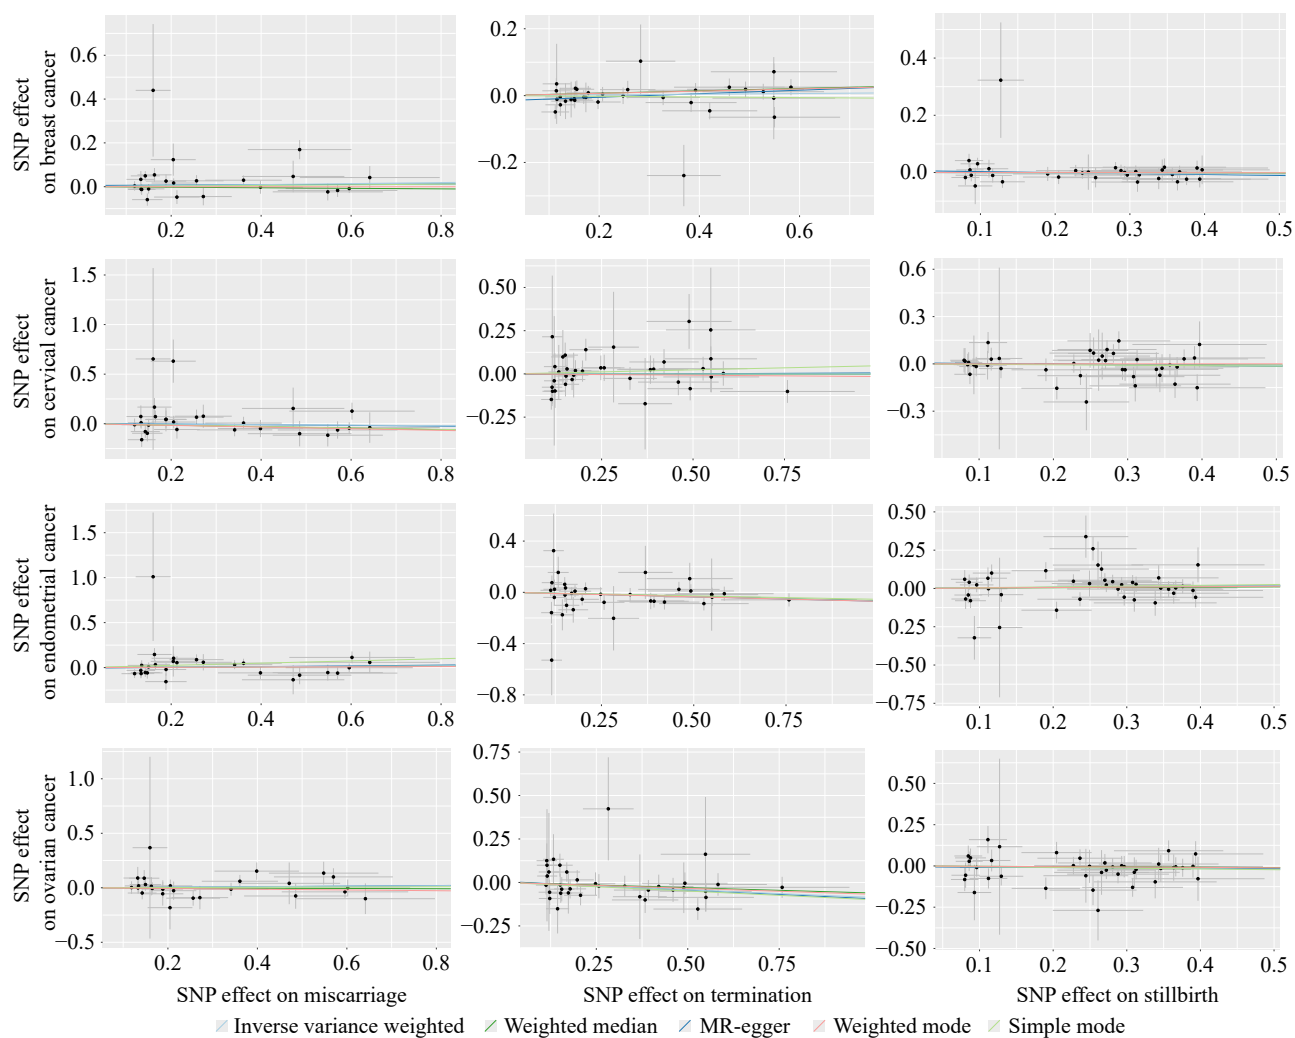 SNP effect
on breast cancer
0.6
0.4
0.2
0.0
0.2 0.4 0.6 0.8
0.2
0.0
−0.2
0.2 0.4 0.6
0.4
0.2
0.0
0.1 0.2 0.3 0.4 0.5
SNP effect
on cervical cancer
1.5
1.0
0.5
0.0
0.2 0.4 0.6 0.8
0.50
0.25
0.00
−0.25
0.25 0.50 0.75
0.6
0.3
0.0
−0.3
0.1 0.2 0.3 0.4 0.5
SNP effect
on endometrial cancer
1.5
1.0
0.5
0.0
0.2 0.4 0.6 0.8
0.4
0.0
−0.4
−0.8
0.25 0.50 0.75
0.50
0.25
0.00
0.25
−0.50
−0.75
0.1 0.2 0.3 0.4 0.5
SNP effect
on ovarian cancer
1.0
0.5
0.0
−0.5
0.2 0.4 0.6 0.8
SNP effect on miscarriage
0.75
0.50
0.25
0.00
−0.25
0.25 0.50 0.75
SNP effect on termination
0.50
0.25
−0.00
−0.25
−0.50
0.1 0.2 0.3 0.4 0.5
SNP effect on stillbirth
Inverse variance weighted Weighted median MR-egger Weighted mode Simple mode